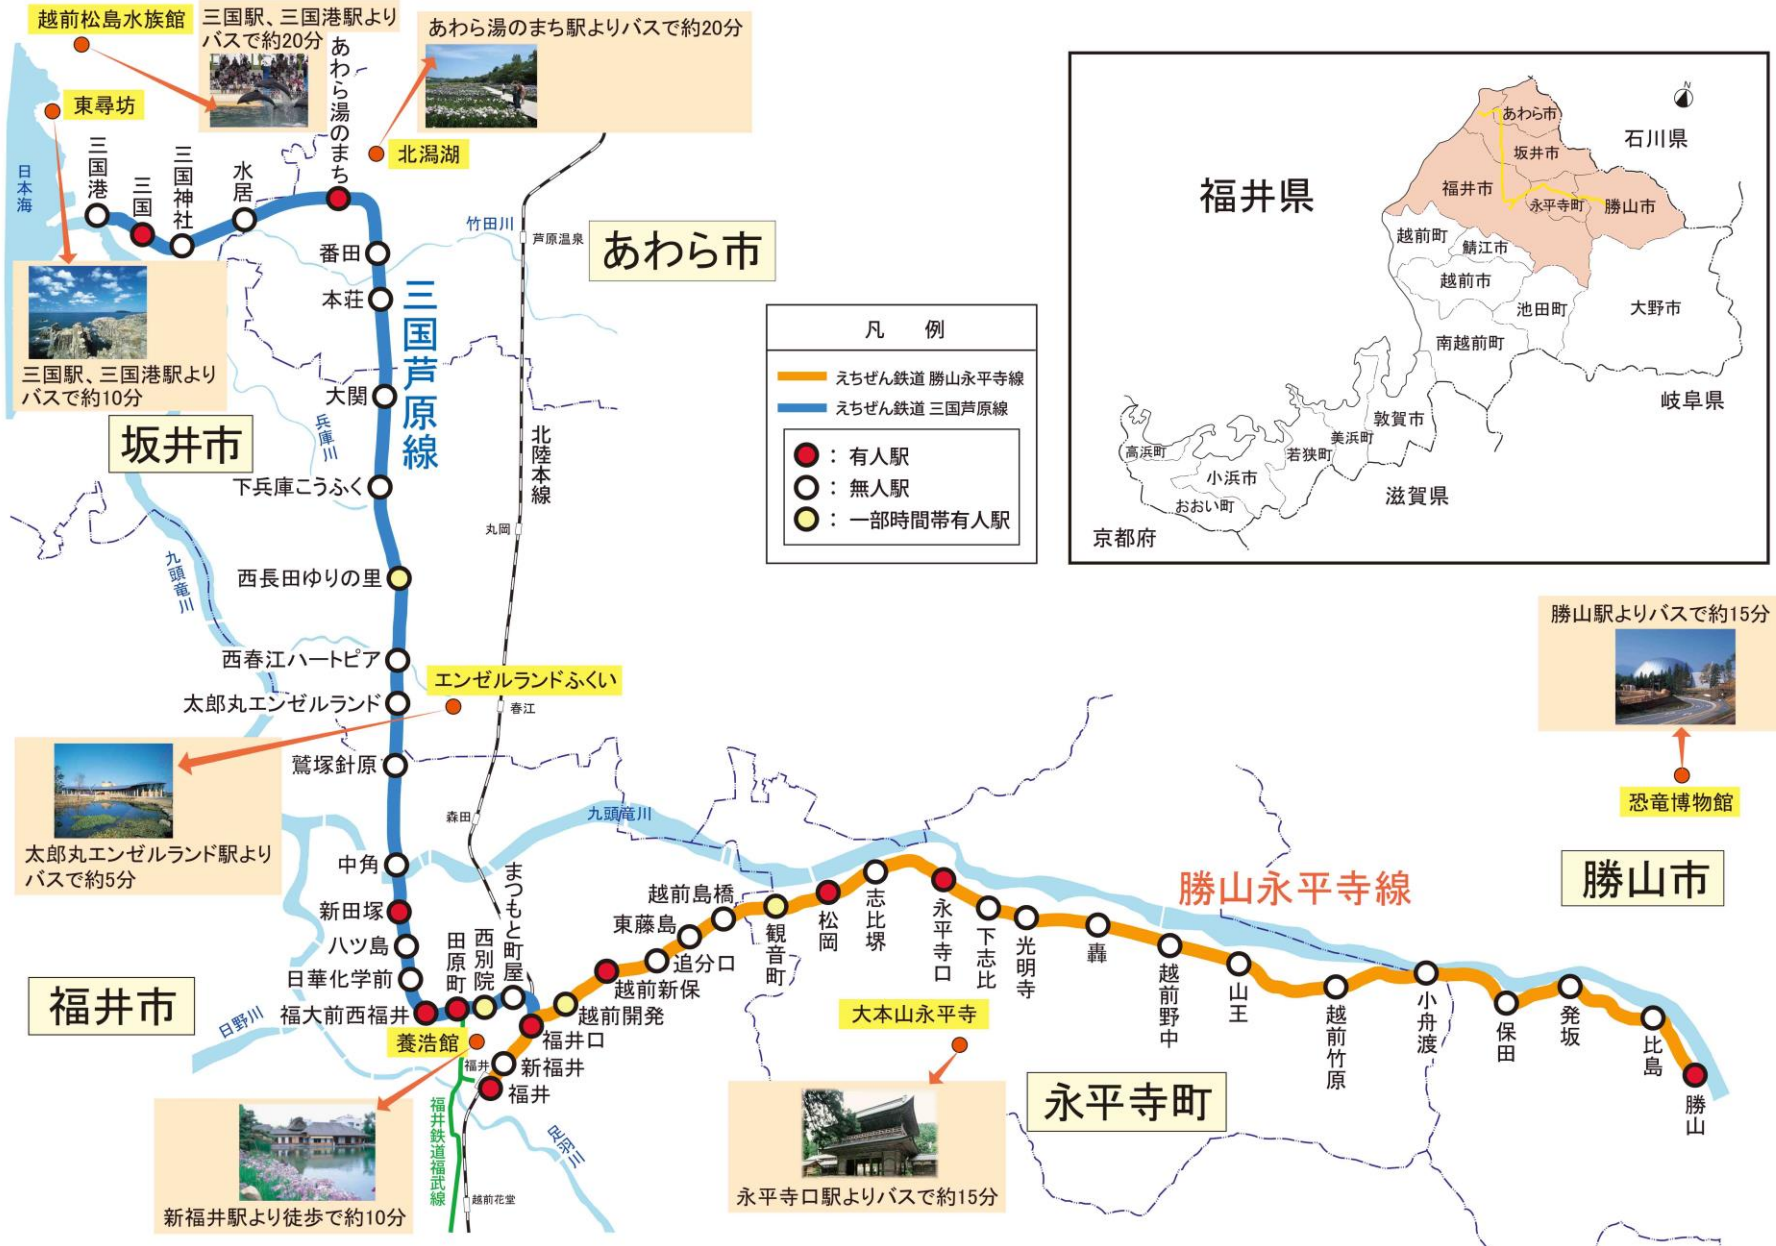 越前松島水族館
三国駅、三国港駅より
バスで約20分
あわら湯のまち駅よりバスで約20分
東尋坊
北潟湖
日本海
三国港
三国
三国神社
水居
あわら湯のまち
番田
本荘
大関
下兵庫こうふく
西長田ゆりの里
西春江ハートピア
太郎丸エンゼルランド
鷲塚針原
中角
新田塚
八ツ島
日華化学前
福大前西福井
田原町
西別院
まつもと町屋
三国芦原線
三国駅、三国港駅より
バスで約10分
坂井市
あわら市
竹田川
芦原温泉
兵庫川
北陸本線
丸岡
九頭竜川
エンゼルランドふくい
春江
太郎丸エンゼルランド駅より
バスで約5分
森田
九頭竜川
福井市
日野川
養浩館
福井
新福井駅より徒歩で約10分
福井鉄道福武線
足羽川
越前花堂
福井
新福井
福井口
越前開発
越前新保
追分口
東藤島
越前島橋
観音町
松岡
志比堺
永平寺口
下志比
光明寺
轟
越前野中
山王
越前竹原
小舟渡
保田
発坂
比島
勝山
勝山永平寺線
大本山永平寺
永平寺口駅よりバスで約15分
永平寺町
勝山市
勝山駅よりバスで約15分
恐竜博物館
凡 例
えちぜん鉄道 勝山永平寺線
えちぜん鉄道 三国芦原線
：有人駅
：無人駅
：一部時間帯有人駅
N
福井県
石川県
あわら市
坂井市
福井市
永平寺町
勝山市
越前町
鯖江市
越前市
池田町
大野市
南越前町
岐阜県
敦賀市
美浜町
若狭町
高浜町
小浜市
おおい町
滋賀県
京都府